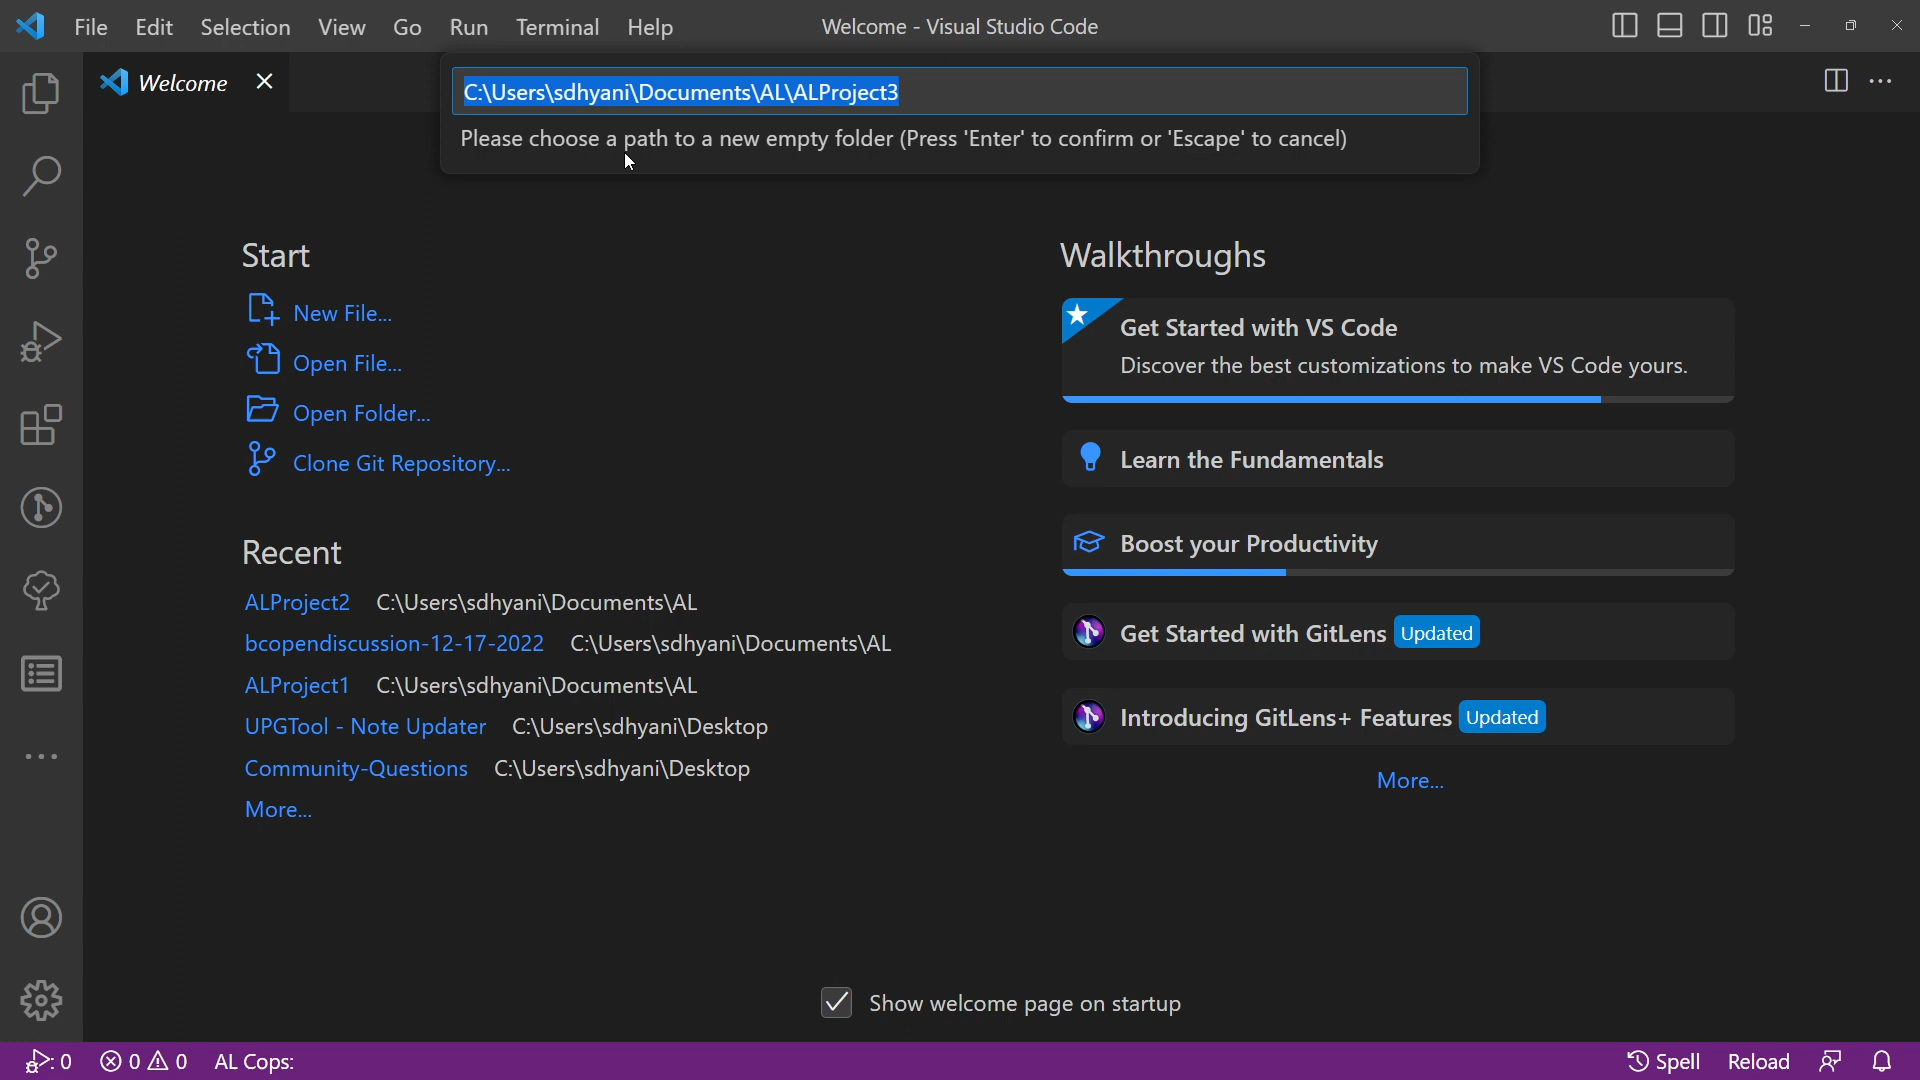 File Edit Selection View Go Run Terminal Help Welcome - Visual Studio Code
Welcome
C:\Users\sdhyani\Documents\AL\ALProject3
Please choose a path to a new empty folder (Press 'Enter' to confirm or 'Escape' to cancel)
Start
New File...
Open File...
Open Folder...
Clone Git Repository...
Recent
ALProject2 C:\Users\sdhyani\Documents\AL
bcopendiscussion-12-17-2022 C:\Users\sdhyani\Documents\AL
ALProject1 C:\Users\sdhyani\Documents\AL
UPGTool - Note Updater C:\Users\sdhyani\Desktop
Community-Questions C:\Users\sdhyani\Desktop
More...
Walkthroughs
Get Started with VS Code
Discover the best customizations to make VS Code yours.
Learn the Fundamentals
Boost your Productivity
Get Started with GitLens Updated
Introducing GitLens+ Features Updated
More...
Show welcome page on startup
: 0 0 0 AL Cops: Spell Reload